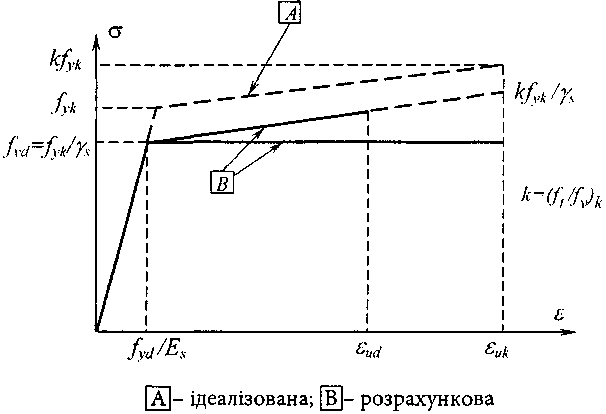 A
σ
kf_yk
f_yk
kf_yk/γ_s
f_yd=f_yk/γ_s
B
k=(f_t/f_y)_k
ε
f_yd/E_s
ε_ud
ε_uk
A – ідеалізована; B – розрахункова